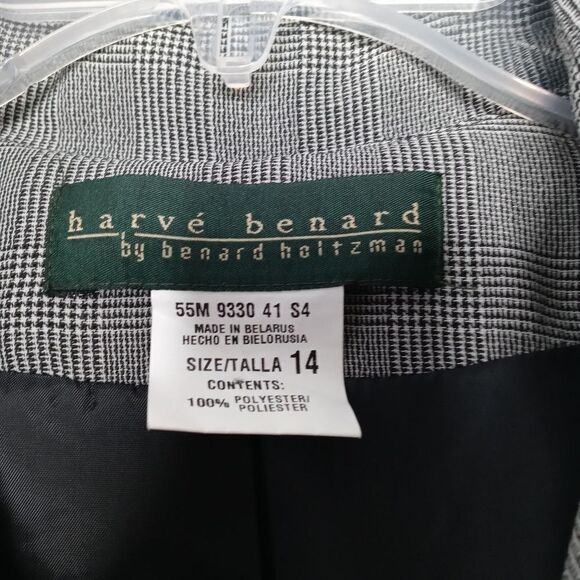 harvé benard
by benard holtzman
55M 9330 41 S4
MADE IN BELARUS
HECHO EN BIELORUSIA
SIZE/TALLA 14
CONTENTS:
100% POLYESTER/
POLIESTER